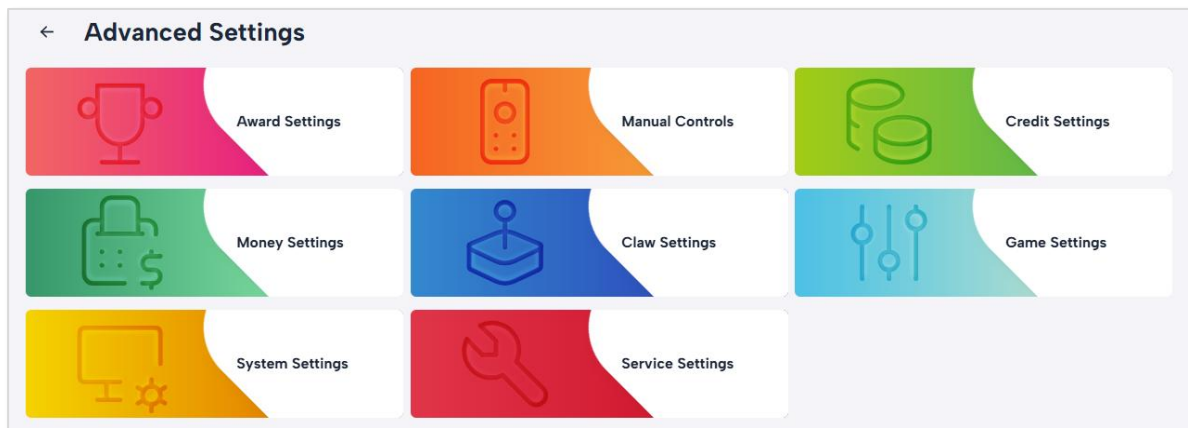 Advanced Settings
Award Settings
Manual Controls
Credit Settings
Money Settings
Claw Settings
Game Settings
System Settings
Service Settings